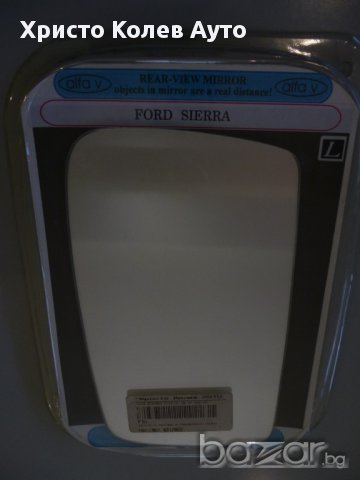 Христо Колев Ауто
alfa v. REAR-VIEW MIRROR alfa v.
objects in mirror are a real distance!
FORD SIERRA
L
bazar.bg